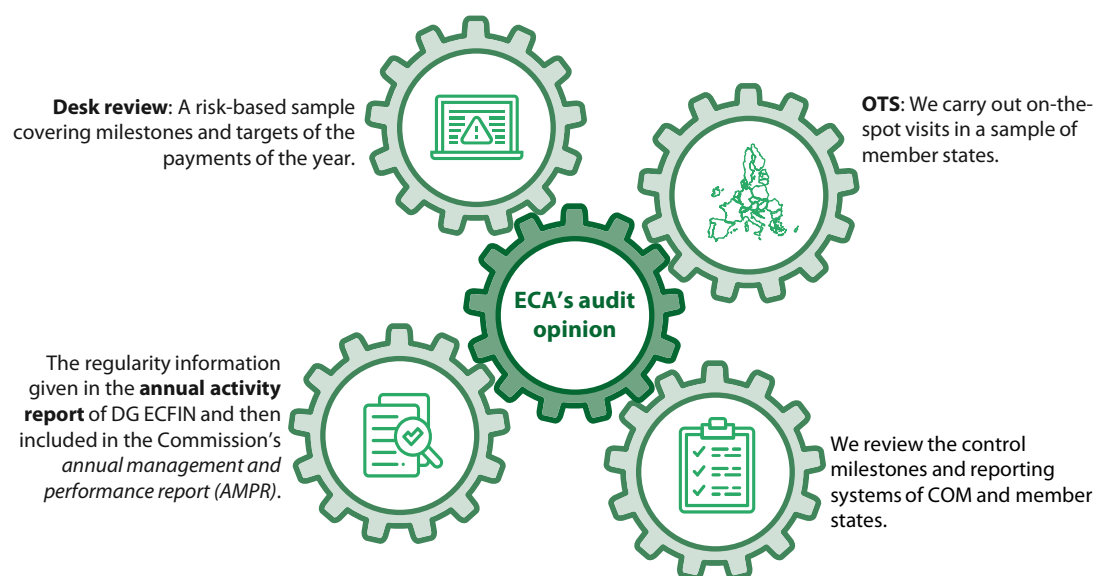 Desk review: A risk-based sample
covering milestones and targets of the
payments of the year.
OTS: We carry out on-the-
spot visits in a sample of
member states.
ECA’s audit
opinion
The regularity information
given in the annual activity
report of DG ECFIN and then
included in the Commission’s
annual management and
performance report (AMPR).
We review the control
milestones and reporting
systems of COM and member
states.